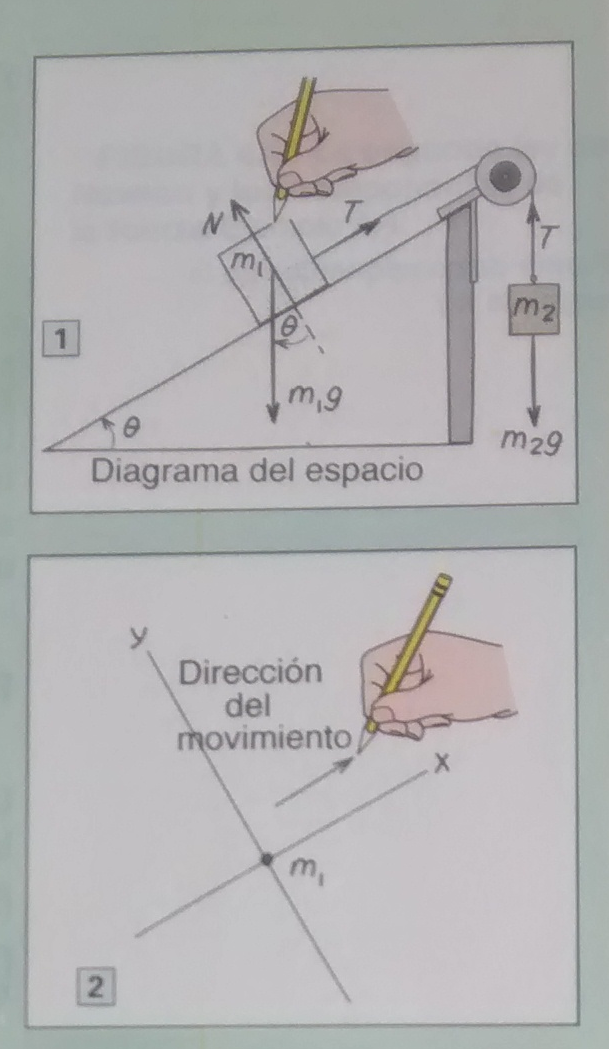 N
T
m₁
T
m₂
θ
1
m₁g
θ
m₂g
Diagrama del espacio
y
Dirección
del
movimiento
x
m₁
2